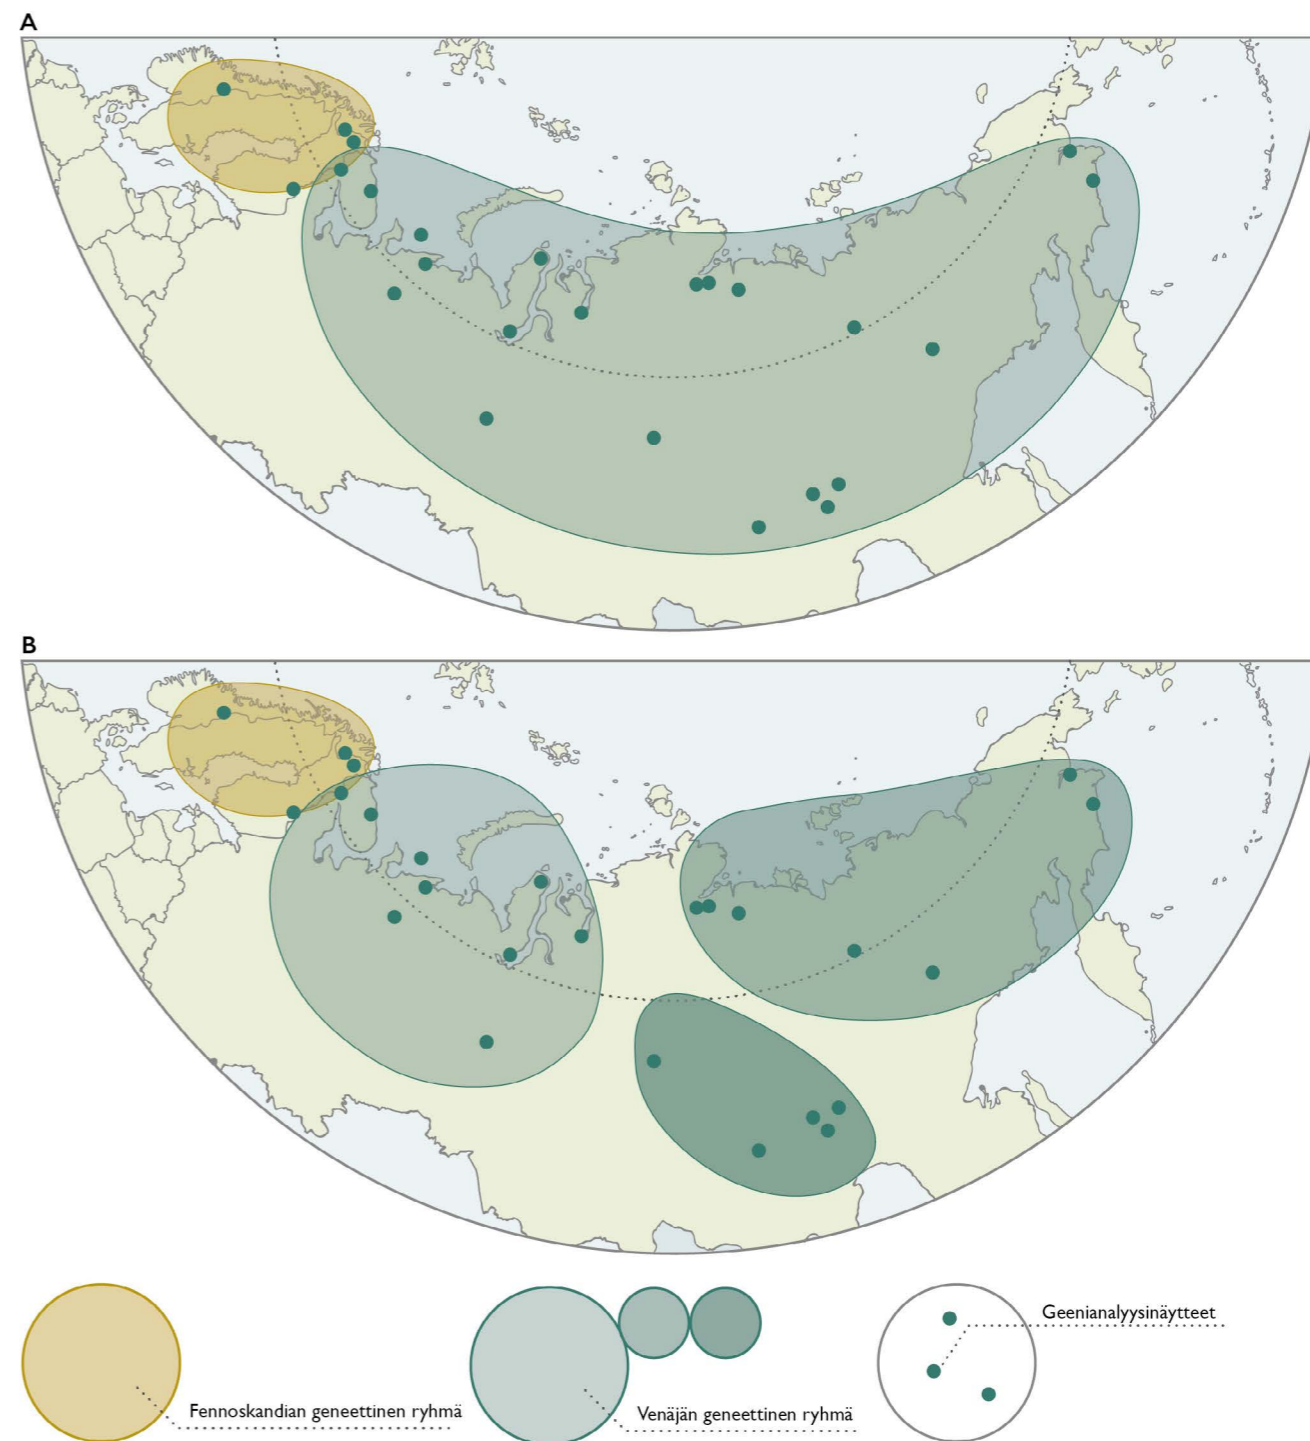 A
B
Geenianalyysinäytteet
Fennoskandian geneettinen ryhmä
Venäjän geneettinen ryhmä